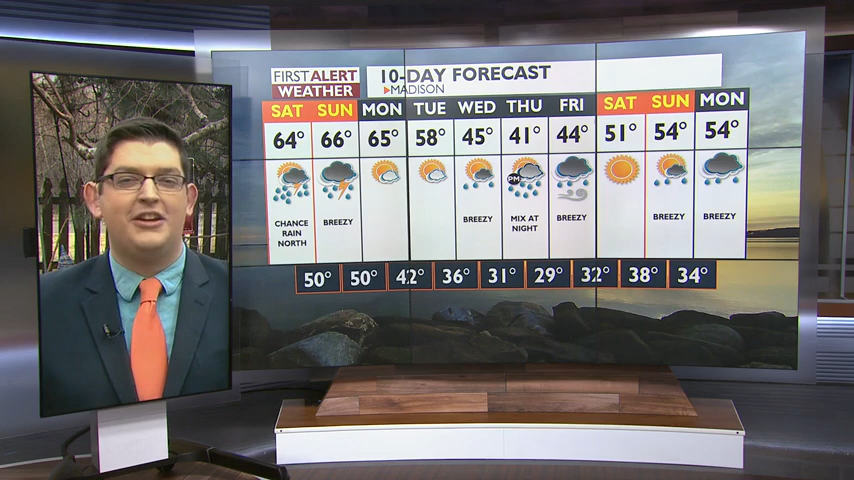 FIRST ALERT WEATHER
10-DAY FORECAST
MADISON
SAT SUN MON TUE WED THU FRI SAT SUN MON
64° 66° 65° 58° 45° 41° 44° 51° 54° 54°
PM
CHANCE RAIN NORTH
BREEZY
BREEZY
MIX AT NIGHT
BREEZY
BREEZY
BREEZY
50° 50° 42° 36° 31° 29° 32° 38° 34°